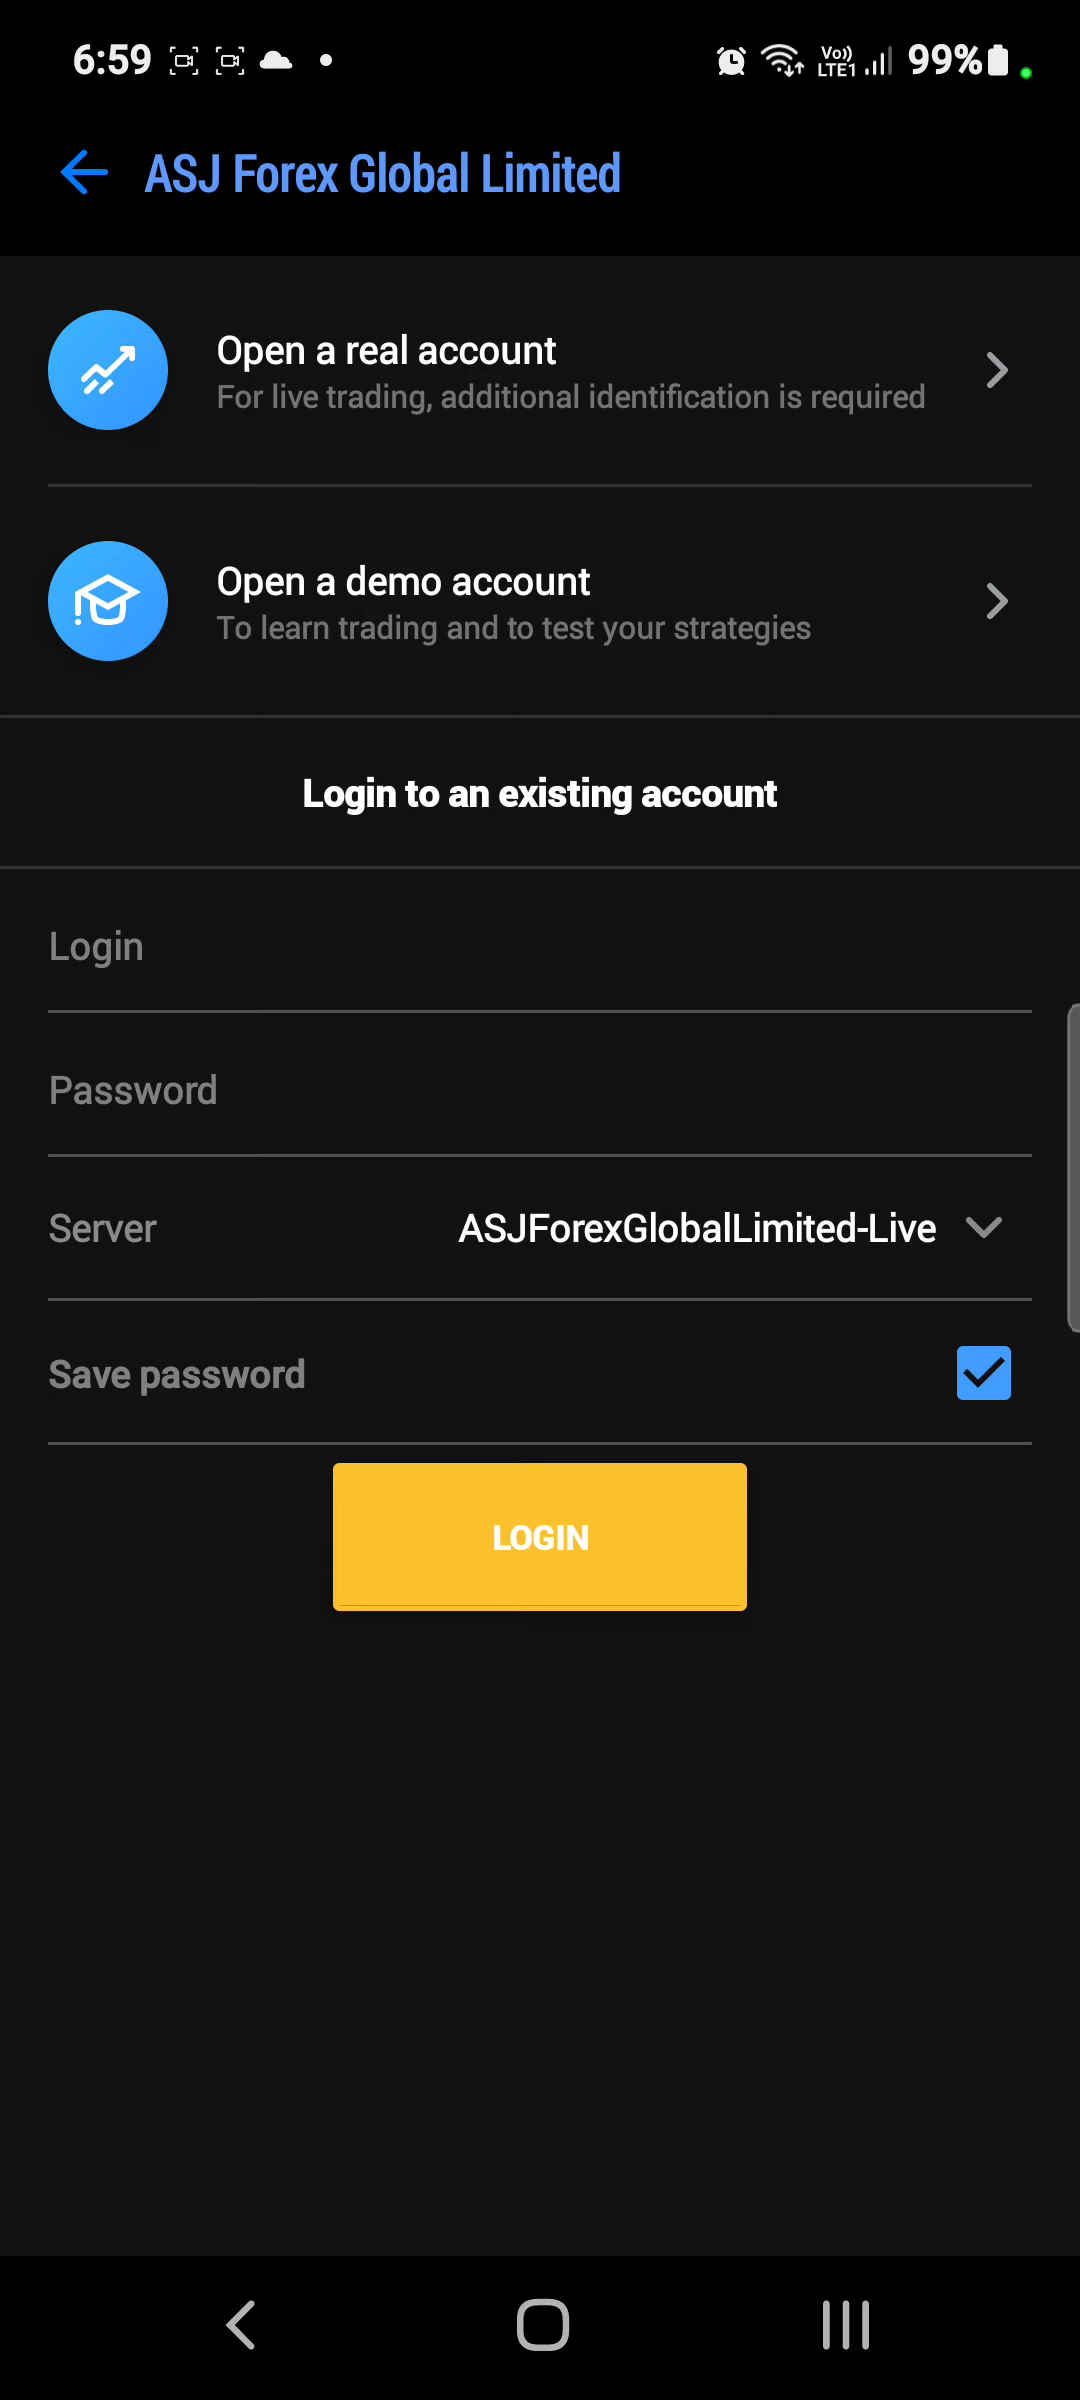 6:59
Vo)) LTE1 99%
ASJ Forex Global Limited
Open a real account
For live trading, additional identification is required
Open a demo account
To learn trading and to test your strategies
Login to an existing account
Login
Password
Server ASJForexGlobalLimited-Live
Save password
LOGIN